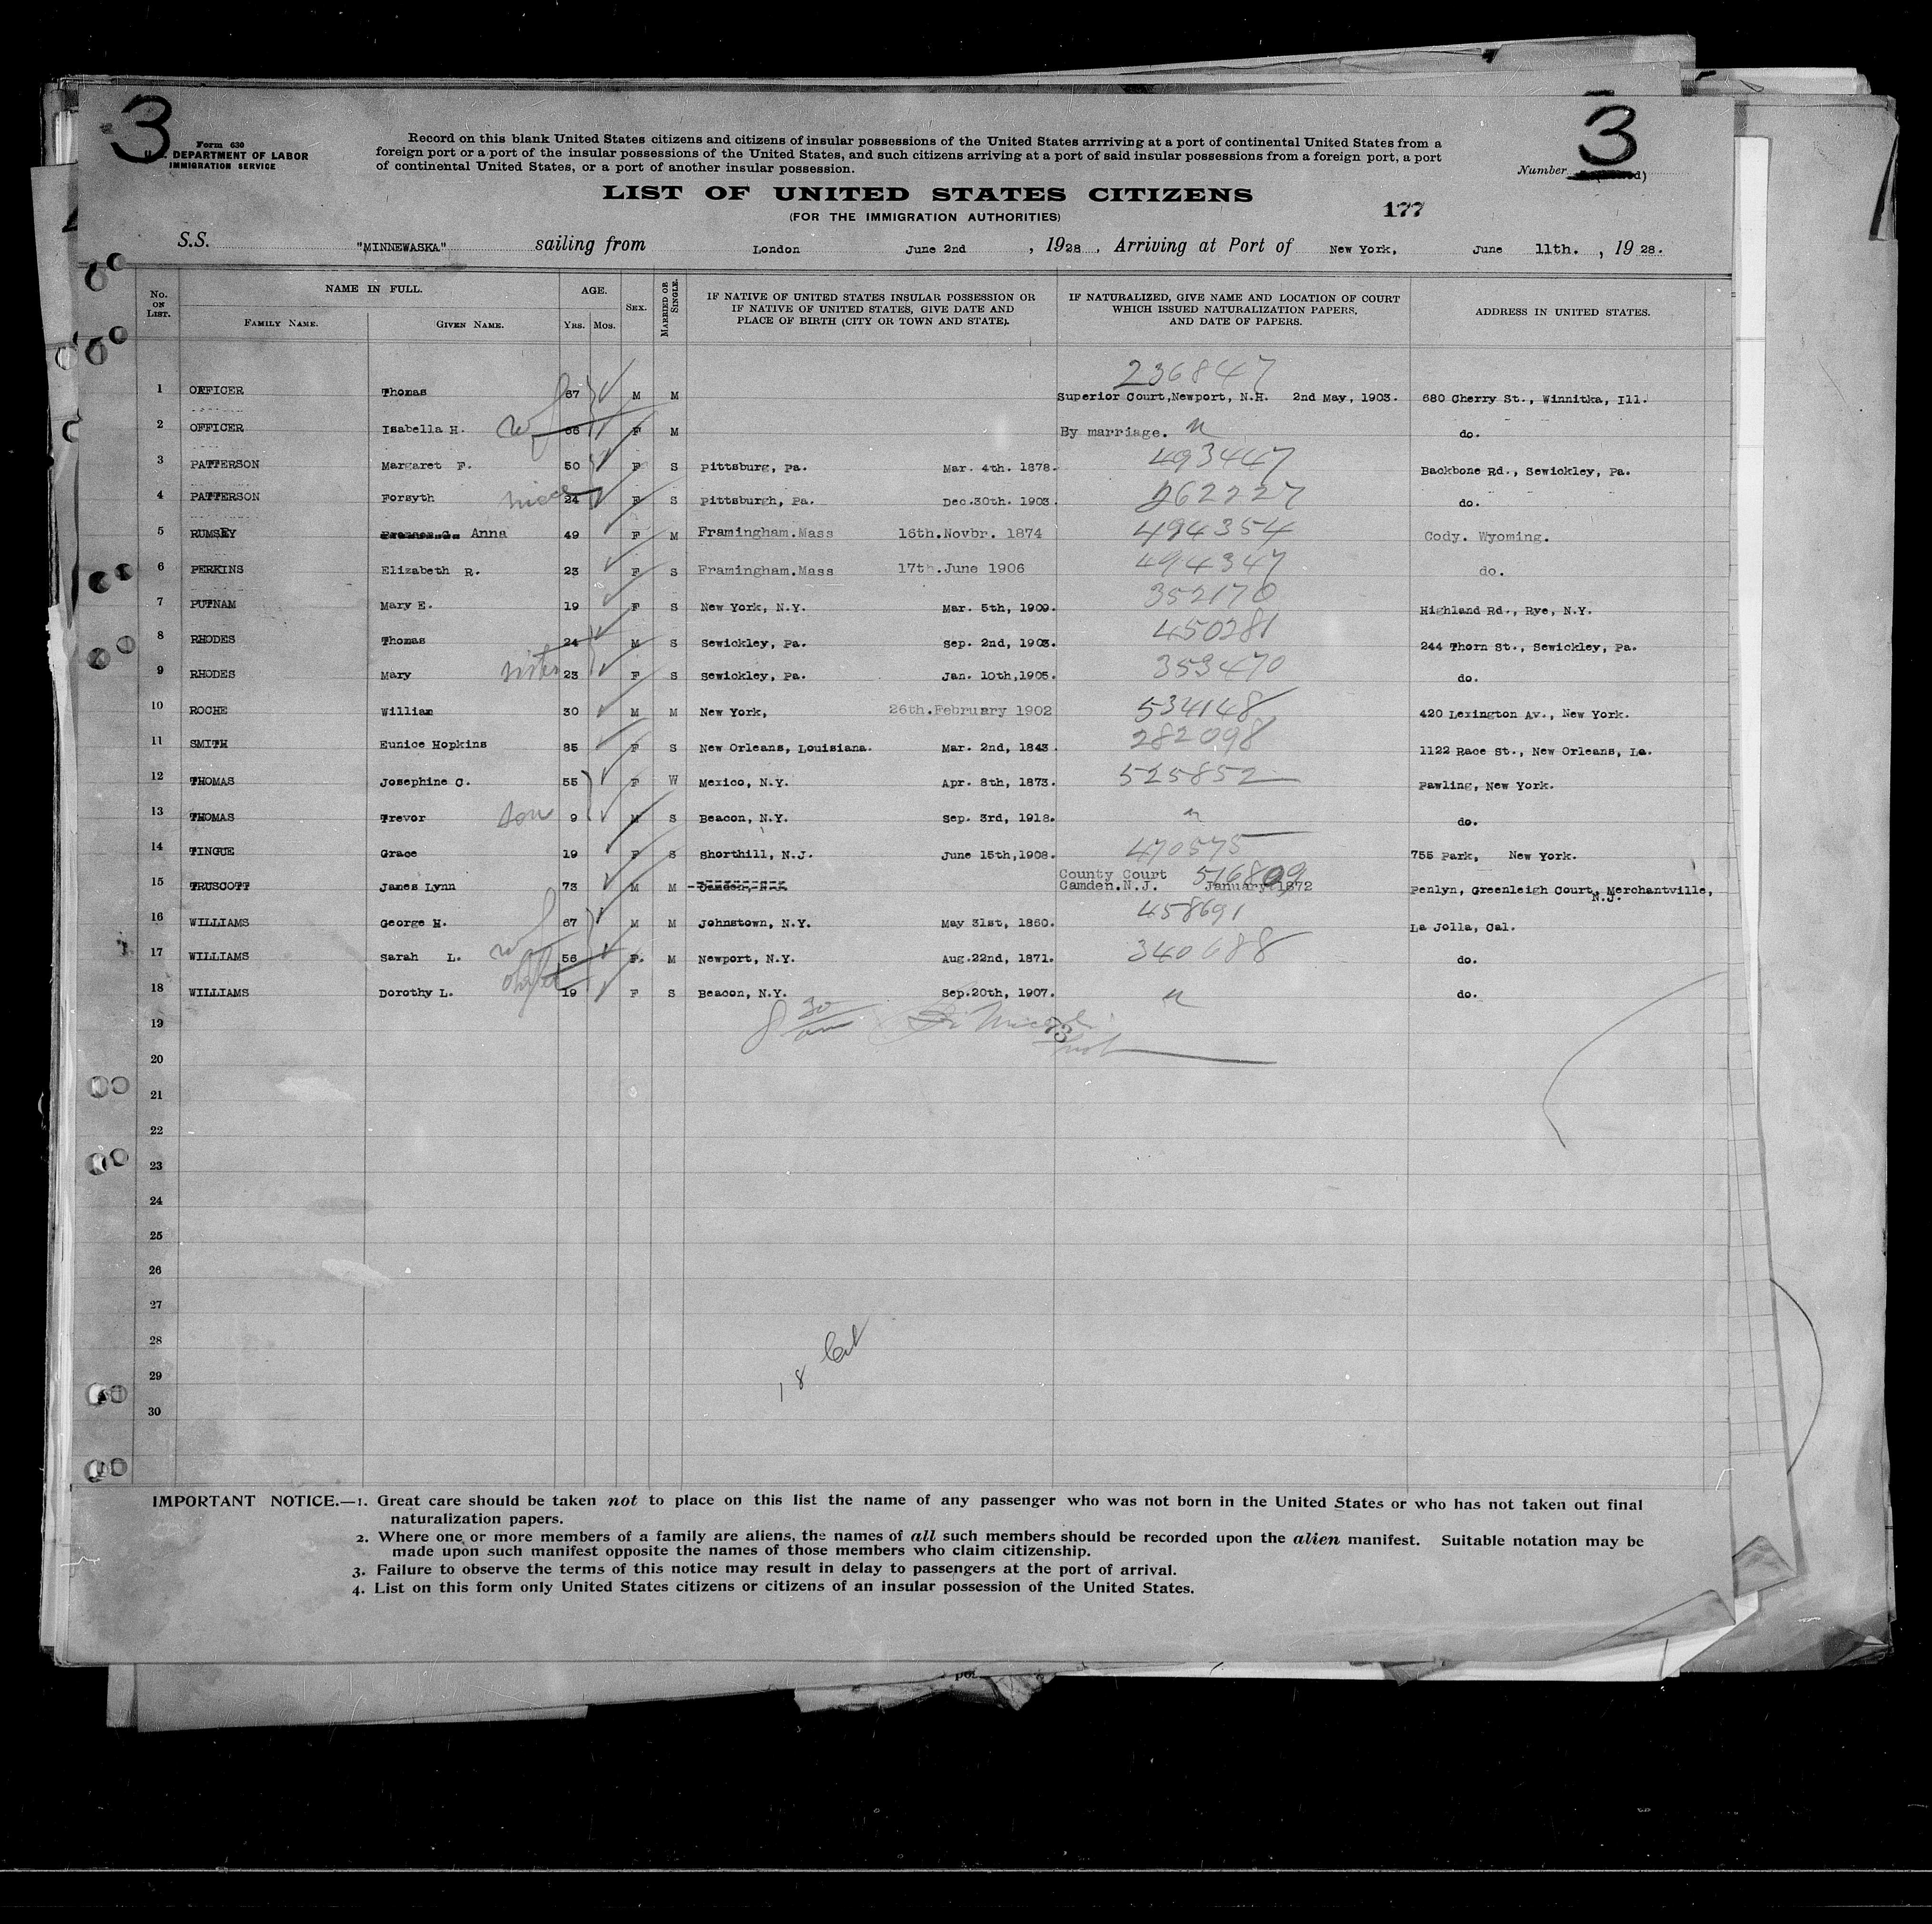 3
3
Form 630
U.S. DEPARTMENT OF LABOR
IMMIGRATION SERVICE
Record on this blank United States citizens and citizens of insular possessions of the United States arrriving at a port of continental United States from a
foreign port or a port of the insular possessions of the United States, and such citizens arriving at a port of said insular possessions from a foreign port, a port
of continental United States, or a port of another insular possession.
Number
LIST OF UNITED STATES CITIZENS
(FOR THE IMMIGRATION AUTHORITIES)
177
S.S. "MINNEWASKA" sailing from London June 2nd , 1928 , Arriving at Port of New York, June 11th. , 1928.
No. ON LIST.
NAME IN FULL.
FAMILY NAME.
GIVEN NAME.
AGE.
YRS. MOS.
SEX.
MARRIED OR SINGLE.
IF NATIVE OF UNITED STATES INSULAR POSSESSION OR
IF NATIVE OF UNITED STATES, GIVE DATE AND
PLACE OF BIRTH (CITY OR TOWN AND STATE).
IF NATURALIZED, GIVE NAME AND LOCATION OF COURT
WHICH ISSUED NATURALIZATION PAPERS,
AND DATE OF PAPERS.
ADDRESS IN UNITED STATES.
236847
1 OFFICER Thomas 67 M M Superior Court,Newport, N.H. 2nd May, 1903. 680 Cherry St., Winnitka, Ill.
2 OFFICER Isabella H. wf 66 F M By marriage. do.
3 PATTERSON Margaret F. 50 F S Pittsburg, Pa. Mar. 4th. 1878. 493447 Backbone Rd., Sewickley, Pa.
4 PATTERSON Forsyth niece 24 F S Pittsburgh, Pa. Dec.30th. 1903. 262227 do.
5 RUMSEY Anna 49 F M Framingham.Mass 16th.Novbr. 1874 494354 Cody. Wyoming.
6 PERKINS Elizabeth R. 23 F S Framingham.Mass 17th.June 1906 494347 do.
7 PUTNAM Mary E. 19 F S New York, N.Y. Mar. 5th, 1909. 352170 Highland Rd., Rye, N.Y.
8 RHODES Thomas 24 M S Sewickley, Pa. Sep. 2nd, 1903. 450281 244 Thorn St., Sewickley, Pa.
9 RHODES Mary sister 23 F S Sewickley, Pa. Jan. 10th,1905. 353470 do.
10 ROCHE William 30 M M New York, 26th.February 1902 534148 420 Lexington Av., New York.
11 SMITH Eunice Hopkins 85 F S New Orleans, Louisiana. Mar. 2nd, 1843. 282098 1122 Race St., New Orleans, La.
12 THOMAS Josephine C. 55 F W Mexico, N.Y. Apr. 8th, 1873. 525852 Pawling, New York.
13 THOMAS Trevor son 9 M S Beacon, N.Y. Sep. 3rd, 1918. do.
14 TINGUE Grace 19 F S Shorthill, N.J. June 15th,1908. 470575 755 Park, New York.
15 TRUSCOTT James Lynn 73 M M Camden, N.J. County Court 516809
Camden.N.J. January 1872 Penlyn, Greenleigh Court, Merchantville,
N.J.
16 WILLIAMS George H. 67 M M Johnstown, N.Y. May 31st, 1860. 458691 La Jolla, Cal.
17 WILLIAMS Sarah L. wf 56 F. M Newport, N.Y. Aug.22nd, 1871. 340688 do.
18 WILLIAMS Dorothy L. 19 F S Beacon, N.Y. Sep.20th, 1907. do.
19
20
21
22
23
24
25
26
27
28
29
30
18
IMPORTANT NOTICE.—1. Great care should be taken not to place on this list the name of any passenger who was not born in the United States or who has not taken out final
naturalization papers.
2. Where one or more members of a family are aliens, the names of all such members should be recorded upon the alien manifest. Suitable notation may be
made upon such manifest opposite the names of those members who claim citizenship.
3. Failure to observe the terms of this notice may result in delay to passengers at the port of arrival.
4. List on this form only United States citizens or citizens of an insular possession of the United States.